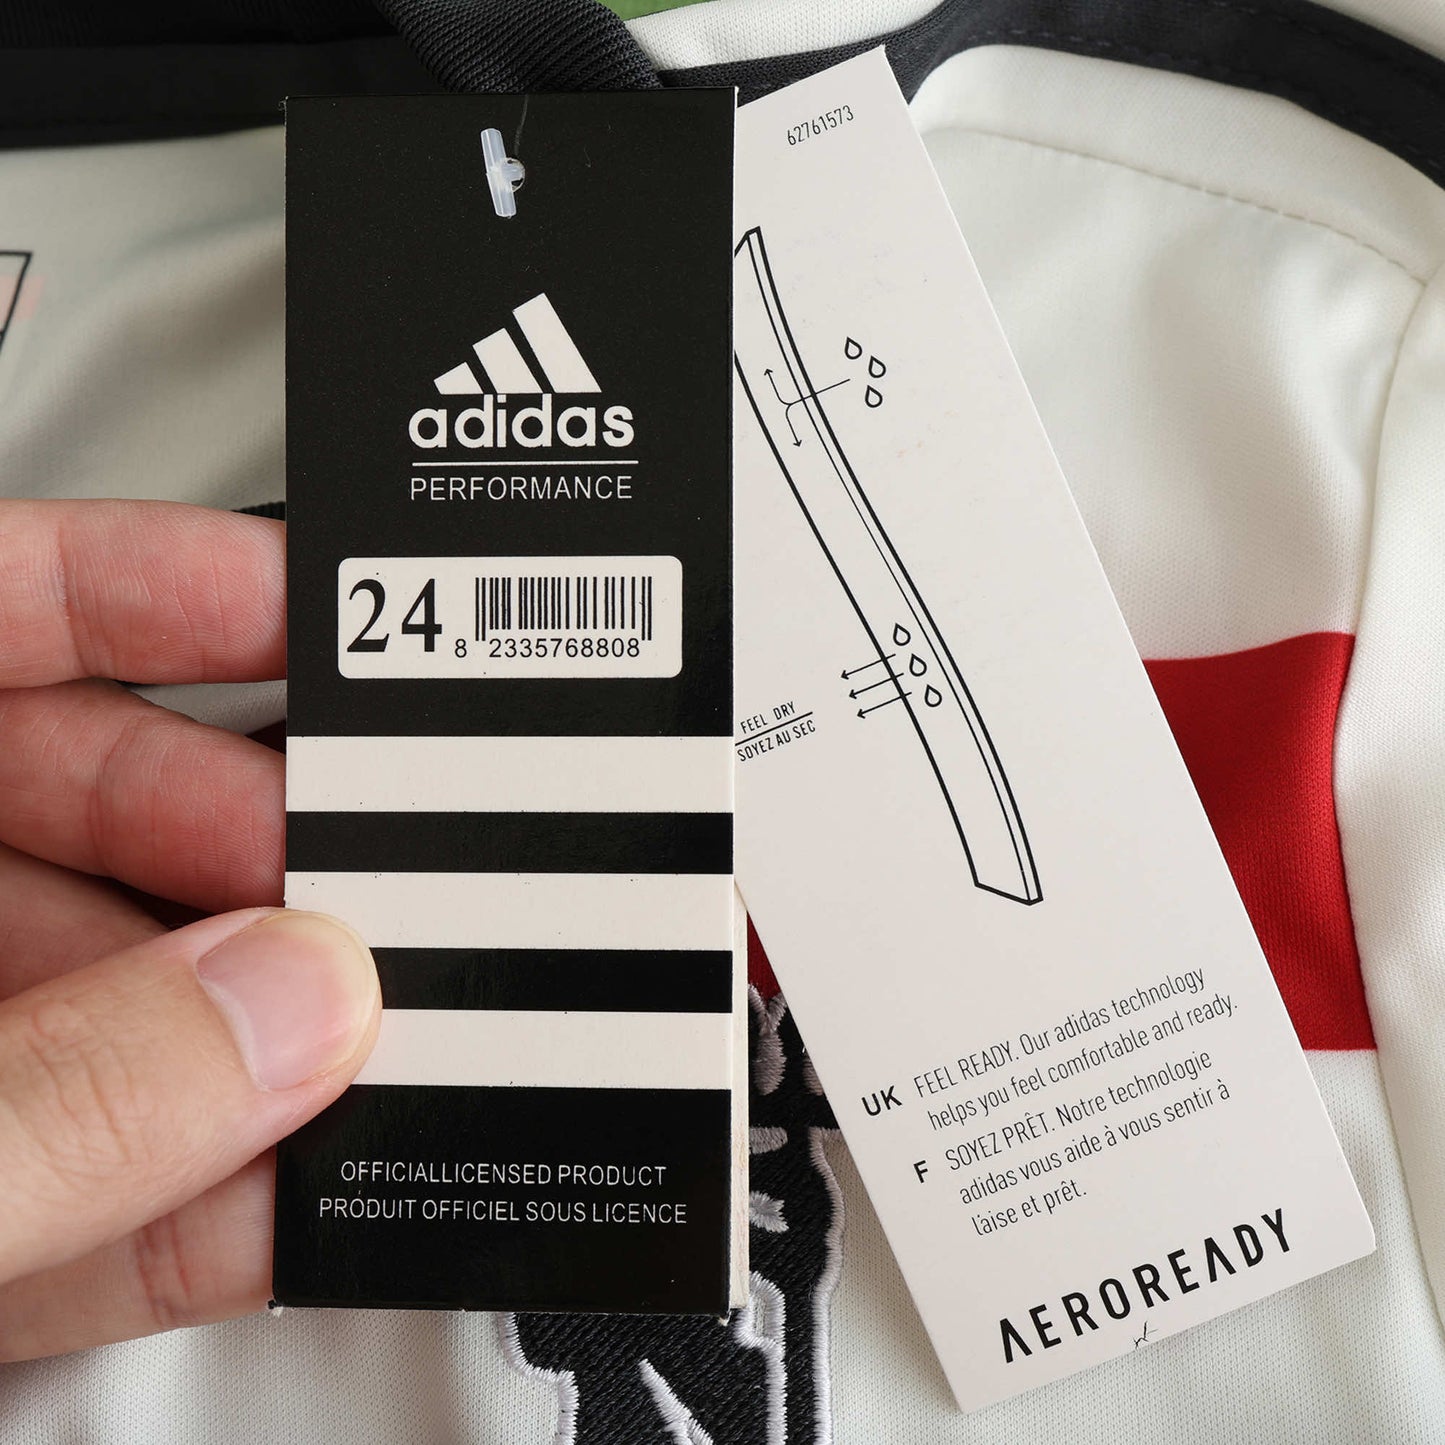 adidas
PERFORMANCE
24
8 2335768808
OFFICIALLICENSED PRODUCT
PRODUIT OFFICIEL SOUS LICENCE
62761573
FEEL DRY
SOYEZ AU SEC
UK FEEL READY. Our adidas technology
helps you feel comfortable and ready.
F SOYEZ PRÊT. Notre technologie
adidas vous aide à vous sentir à
l'aise et prêt.
AEROREADY